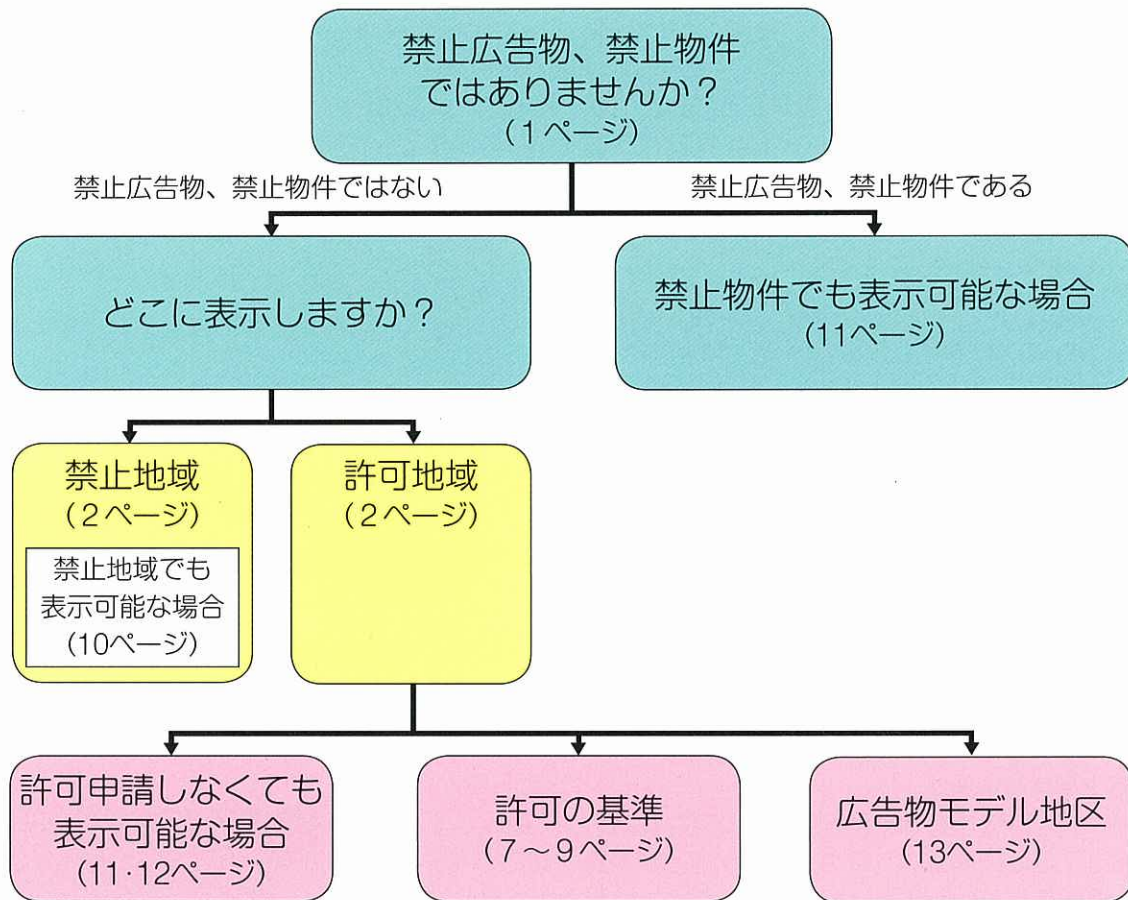 禁止広告物、禁止物件
ではありませんか？
(1ページ)
禁止広告物、禁止物件ではない
禁止広告物、禁止物件である
どこに表示しますか？
禁止物件でも表示可能な場合
(11ページ)
禁止地域
(2ページ)
禁止地域でも
表示可能な場合
(10ページ)
許可地域
(2ページ)
許可申請しなくても
表示可能な場合
(11・12ページ)
許可の基準
(7〜9ページ)
広告物モデル地区
(13ページ)